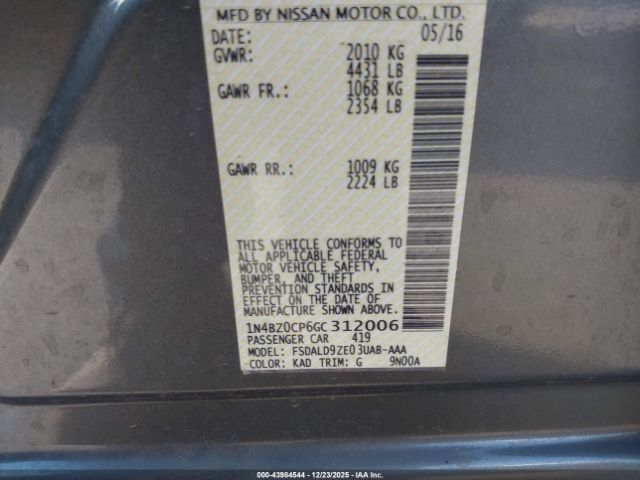 MFD BY NISSAN MOTOR CO., LTD.
DATE: 05/16
GVWR: 2010 KG
4431 LB
GAWR FR.: 1068 KG
2354 LB
GAWR RR.: 1009 KG
2224 LB
THIS VEHICLE CONFORMS TO
ALL APPLICABLE FEDERAL
MOTOR VEHICLE SAFETY,
BUMPER, AND THEFT
PREVENTION STANDARDS IN
EFFECT ON THE DATE OF
MANUFACTURE SHOWN ABOVE.
1N4BZ0CP6GC312006
PASSENGER CAR 419
MODEL: FSDALD9ZE03UAB-AAA
COLOR: KAD TRIM: G 9N00A
000-43984544 | 12/23/2025 - IAA Inc.